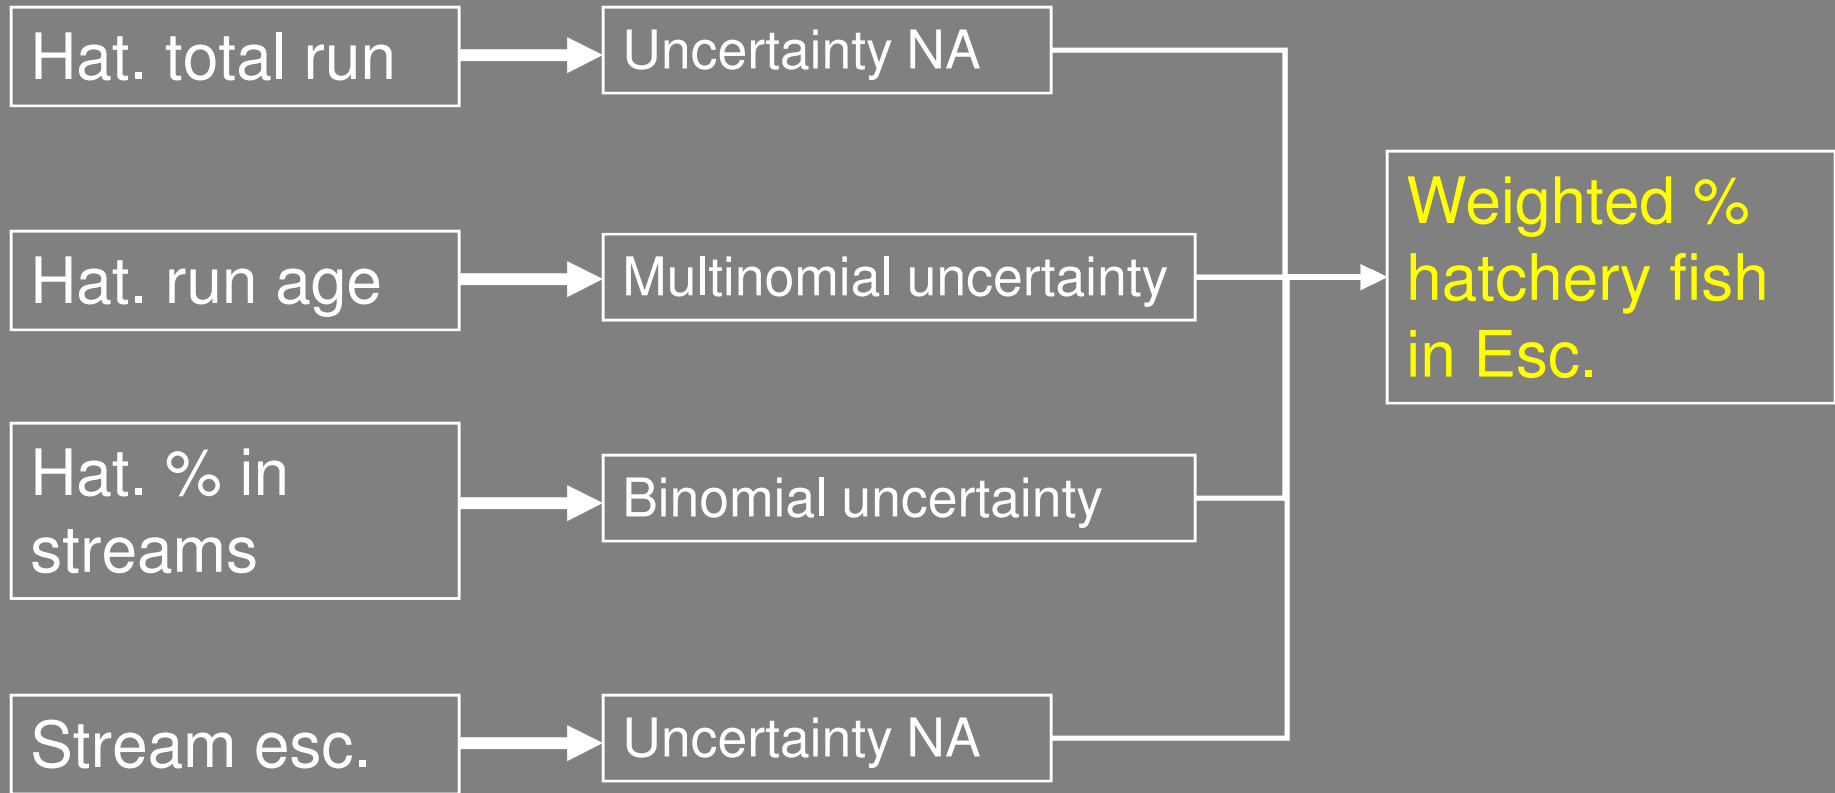 Hat. total run
Uncertainty NA
Hat. run age
Multinomial uncertainty
Weighted %
hatchery fish
in Esc.
Hat. % in
streams
Binomial uncertainty
Stream esc.
Uncertainty NA